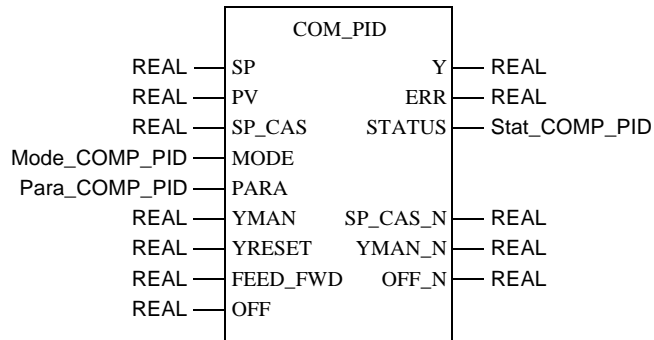 COM_PID
REAL SP Y REAL
REAL PV ERR REAL
REAL SP_CAS STATUS Stat_COMP_PID
Mode_COMP_PID MODE
Para_COMP_PID PARA
REAL YMAN SP_CAS_N REAL
REAL YRESET YMAN_N REAL
REAL FEED_FWD OFF_N REAL
REAL OFF